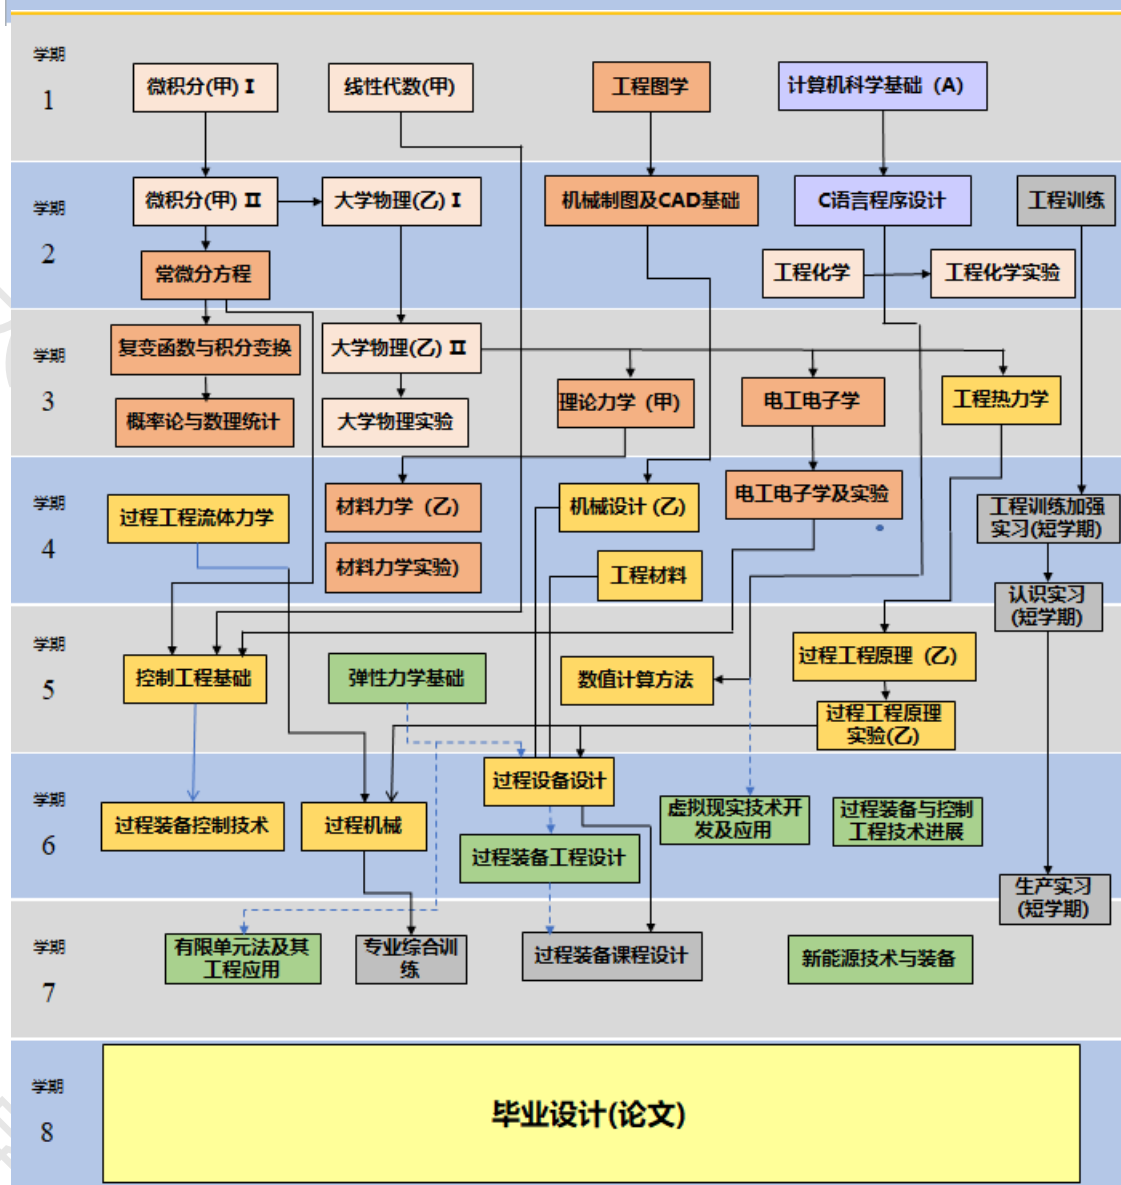 学期
1
微积分(甲) I
线性代数(甲)
工程图学
计算机科学基础（A）
学期
2
微积分(甲) II
大学物理(乙) I
机械制图及CAD基础
C语言程序设计
工程训练
常微分方程
工程化学
工程化学实验
学期
3
复变函数与积分变换
大学物理(乙) II
理论力学（甲）
电工电子学
工程热力学
概率论与数理统计
大学物理实验
学期
4
过程工程流体力学
材料力学（乙）
机械设计 (乙)
电工电子学及实验
工程训练加强
实习(短学期)
材料力学实验)
工程材料
认识实习
(短学期)
学期
5
控制工程基础
弹性力学基础
数值计算方法
过程工程原理（乙）
过程工程原理
实验(乙)
学期
6
过程装备控制技术
过程机械
过程设备设计
虚拟现实技术开
发及应用
过程装备与控制
工程技术进展
过程装备工程设计
生产实习
(短学期)
学期
7
有限单元法及其
工程应用
专业综合训
练
过程装备课程设计
新能源技术与装备
学期
8
毕业设计(论文)